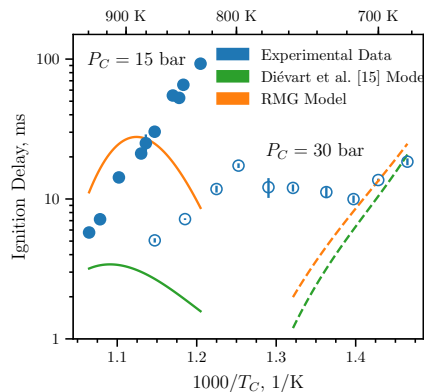 900 K 800 K 700 K
P_C = 15 bar
Experimental Data
Diévart et al. [15] Model
RMG Model
P_C = 30 bar
100
10
1
Ignition Delay, ms
1.1 1.2 1.3 1.4
1000/T_C, 1/K